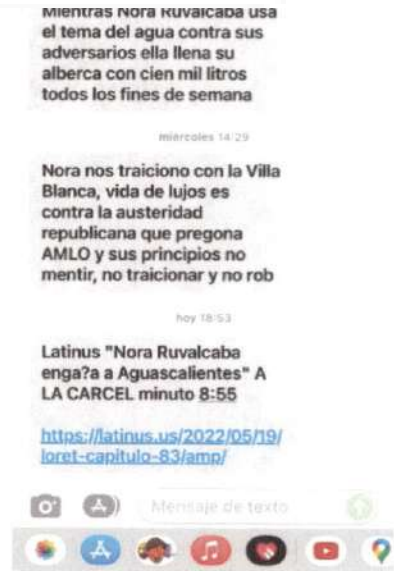 Mientras Nora Ruvalcaba usa
el tema del agua contra sus
adversarios ella llena su
alberca con cien mil litros
todos los fines de semana
miércoles 14:29
Nora nos traiciono con la Villa
Blanca, vida de lujos es
contra la austeridad
republicana que pregona
AMLO y sus principios no
mentir, no traicionar y no rob
hoy 18:53
Latinus "Nora Ruvalcaba
enga?a a Aguascalientes" A
LA CARCEL minuto 8:55
https://latinus.us/2022/05/19/
loret-capitulo-83/amp/
Mensaje de texto